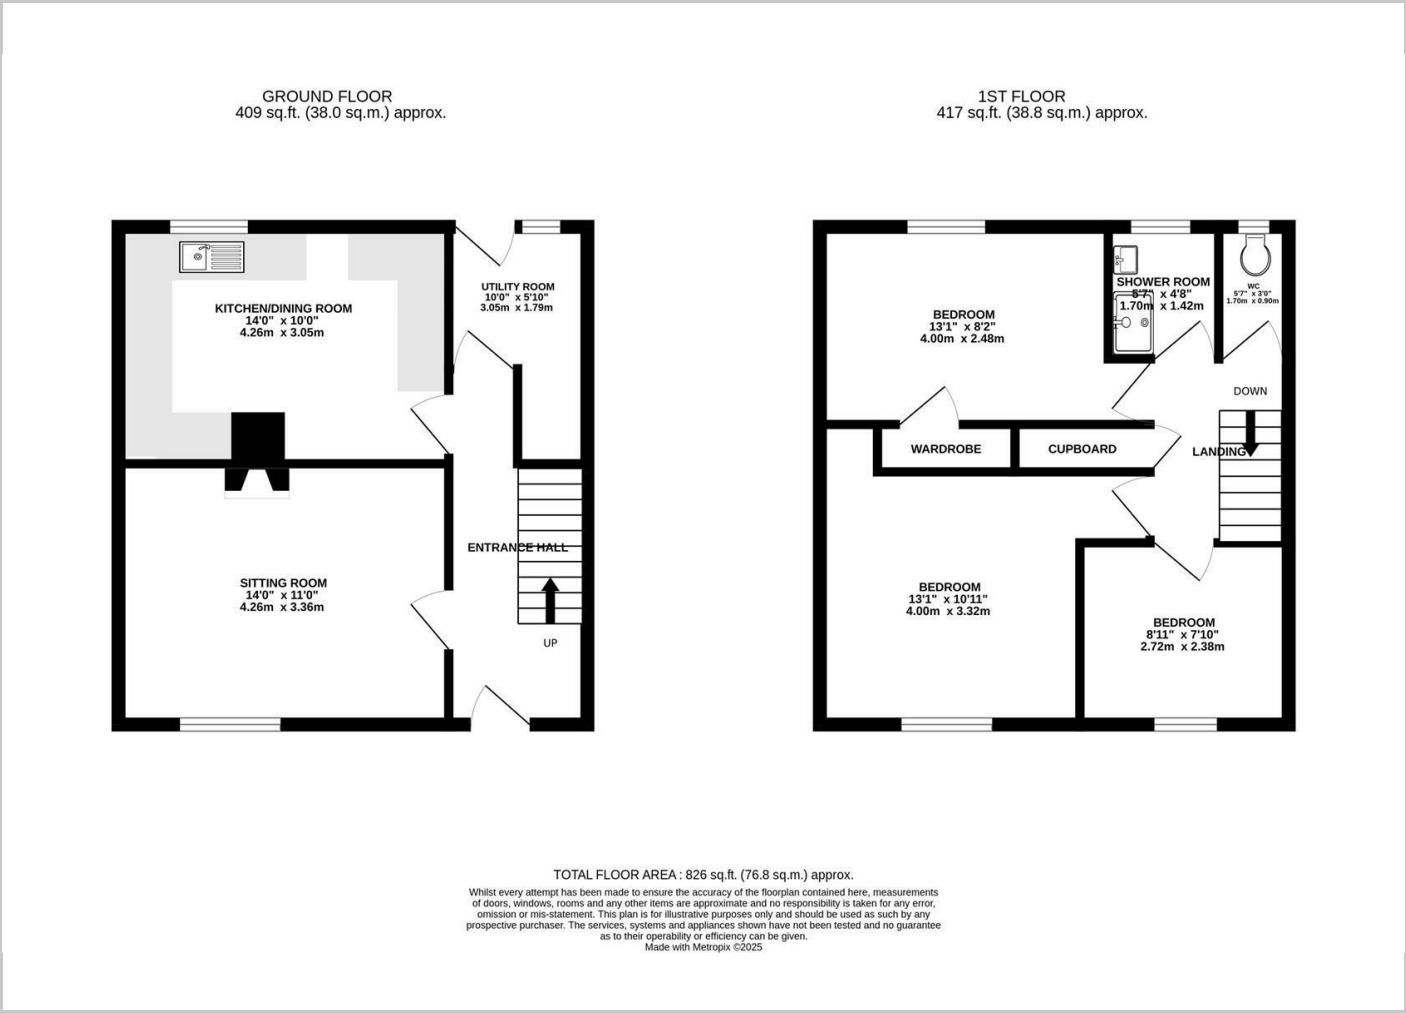 GROUND FLOOR
409 sq.ft. (38.0 sq.m.) approx.
KITCHEN/DINING ROOM
14'0" x 10'0"
4.26m x 3.05m
UTILITY ROOM
10'0" x 5'10"
3.05m x 1.79m
SITTING ROOM
14'0" x 11'0"
4.26m x 3.36m
ENTRANCE HALL
UP
1ST FLOOR
417 sq.ft. (38.8 sq.m.) approx.
BEDROOM
13'1" x 8'2"
4.00m x 2.48m
SHOWER ROOM
5'7" x 4'8"
1.70m x 1.42m
WC
5'7" x 3'0"
1.70m x 0.90m
DOWN
WARDROBE
CUPBOARD
LANDING
BEDROOM
13'1" x 10'11"
4.00m x 3.32m
BEDROOM
8'11" x 7'10"
2.72m x 2.38m
TOTAL FLOOR AREA : 826 sq.ft. (76.8 sq.m.) approx.
Whilst every attempt has been made to ensure the accuracy of the floorplan contained here, measurements
of doors, windows, rooms and any other items are approximate and no responsibility is taken for any error,
omission or mis-statement. This plan is for illustrative purposes only and should be used as such by any
prospective purchaser. The services, systems and appliances shown have not been tested and no guarantee
as to their operability or efficiency can be given.
Made with Metropix ©2025